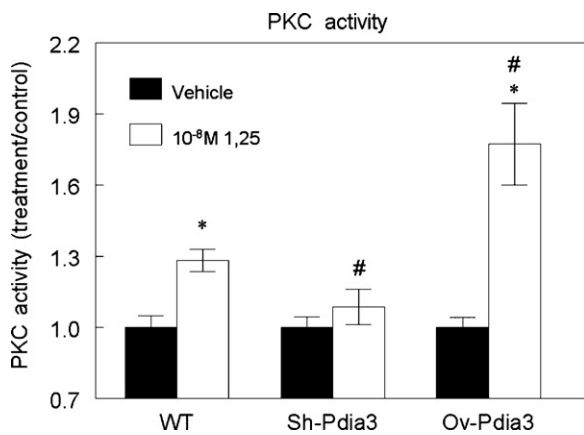 PKC activity
PKC activity (treatment/control)
2.2
1.9
1.6
1.3
1.0
0.7
Vehicle
10⁻⁸M 1,25
*
#
#
*
WT Sh-Pdia3 Ov-Pdia3